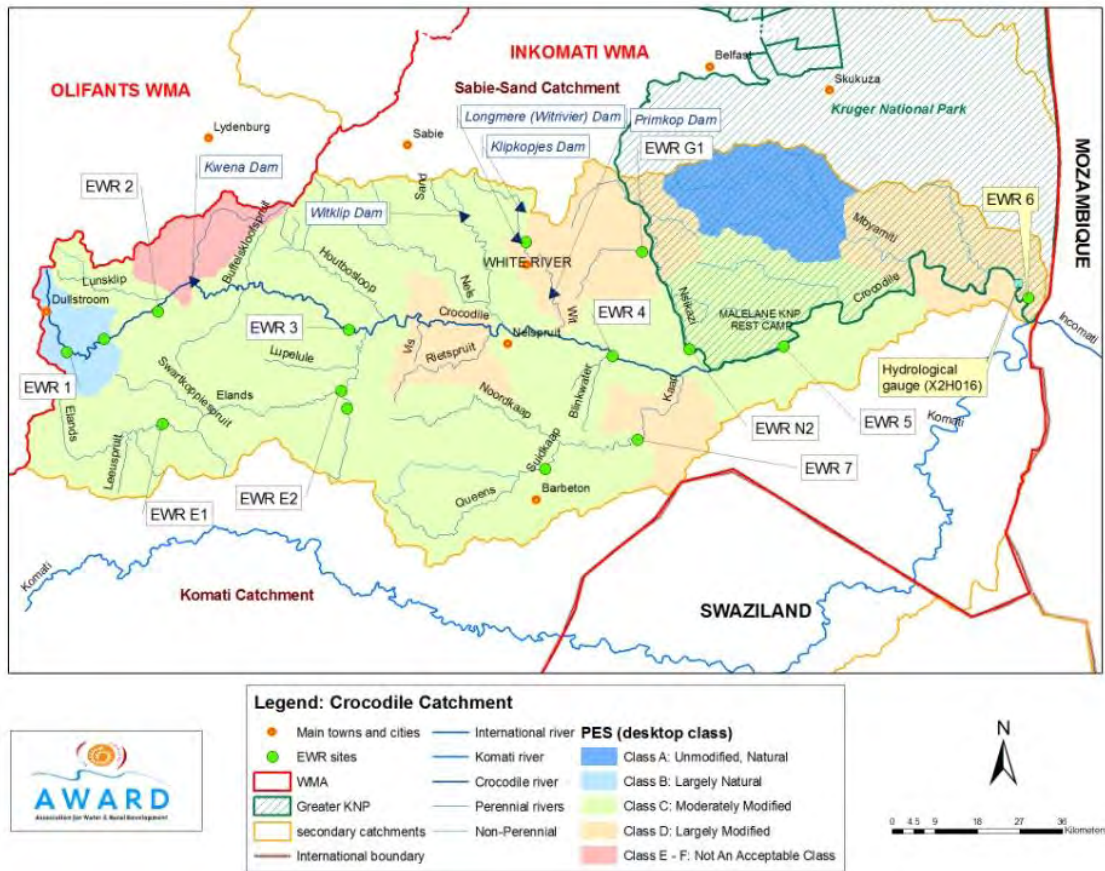 INKOMATI WMA
OLIFANTS WMA
Sabie-Sand Catchment
Belfast
Skukuza
Kruger National Park
MOZAMBIQUE
Lydenburg
Longmere (Witrivier) Dam
Primkop Dam
Sabie
Klipkopjes Dam
EWR G1
Kwena Dam
EWR 2
Sand
EWR 6
Witklip Dam
Buffelskloofspruit
Mbyamiti
Houtbosloop
WHITE RIVER
Lunsklip
Nels
Dullstroom
Crocodile
Wit
Nsikazi
Crocodile
EWR 3
EWR 4
MALELANE KNP
REST CAMP
Incomati
Nelspruit
Vis
Rietspruit
Lupelule
Hydrological
gauge (X2H016)
EWR 1
Swartkoppiespruit
Elands
Noordkaap
Blinkwater
Kaap
Komati
Elands
EWR N2
EWR 5
Leeuspruit
Suidkaap
EWR 7
Queens
Barbeton
EWR E2
EWR E1
Komati
Komati Catchment
SWAZILAND
Legend: Crocodile Catchment
Main towns and cities
EWR sites
WMA
Greater KNP
secondary catchments
International boundary
International river
Komati river
Crocodile river
Perennial rivers
Non-Perennial
PES (desktop class)
Class A: Unmodified, Natural
Class B: Largely Natural
Class C: Moderately Modified
Class D: Largely Modified
Class E - F: Not An Acceptable Class
AWARD
Association for Water & Rural Development
N
0 4.5 9 18 27 36
Kilometers